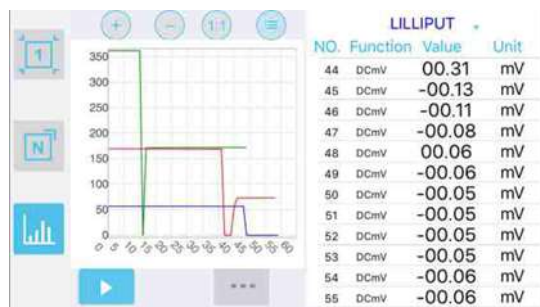 1
N
+
−
1:1
350
300
250
200
150
100
50
0
0 5 10 15 20 25 30 35 40 45 50 55 60
LILLIPUT
NO. Function Value Unit
44 DCmV 00.31 mV
45 DCmV -00.13 mV
46 DCmV -00.11 mV
47 DCmV -00.08 mV
48 DCmV 00.06 mV
49 DCmV -00.06 mV
50 DCmV -00.05 mV
51 DCmV -00.05 mV
52 DCmV -00.05 mV
53 DCmV -00.05 mV
54 DCmV -00.06 mV
55 DCmV -00.06 mV